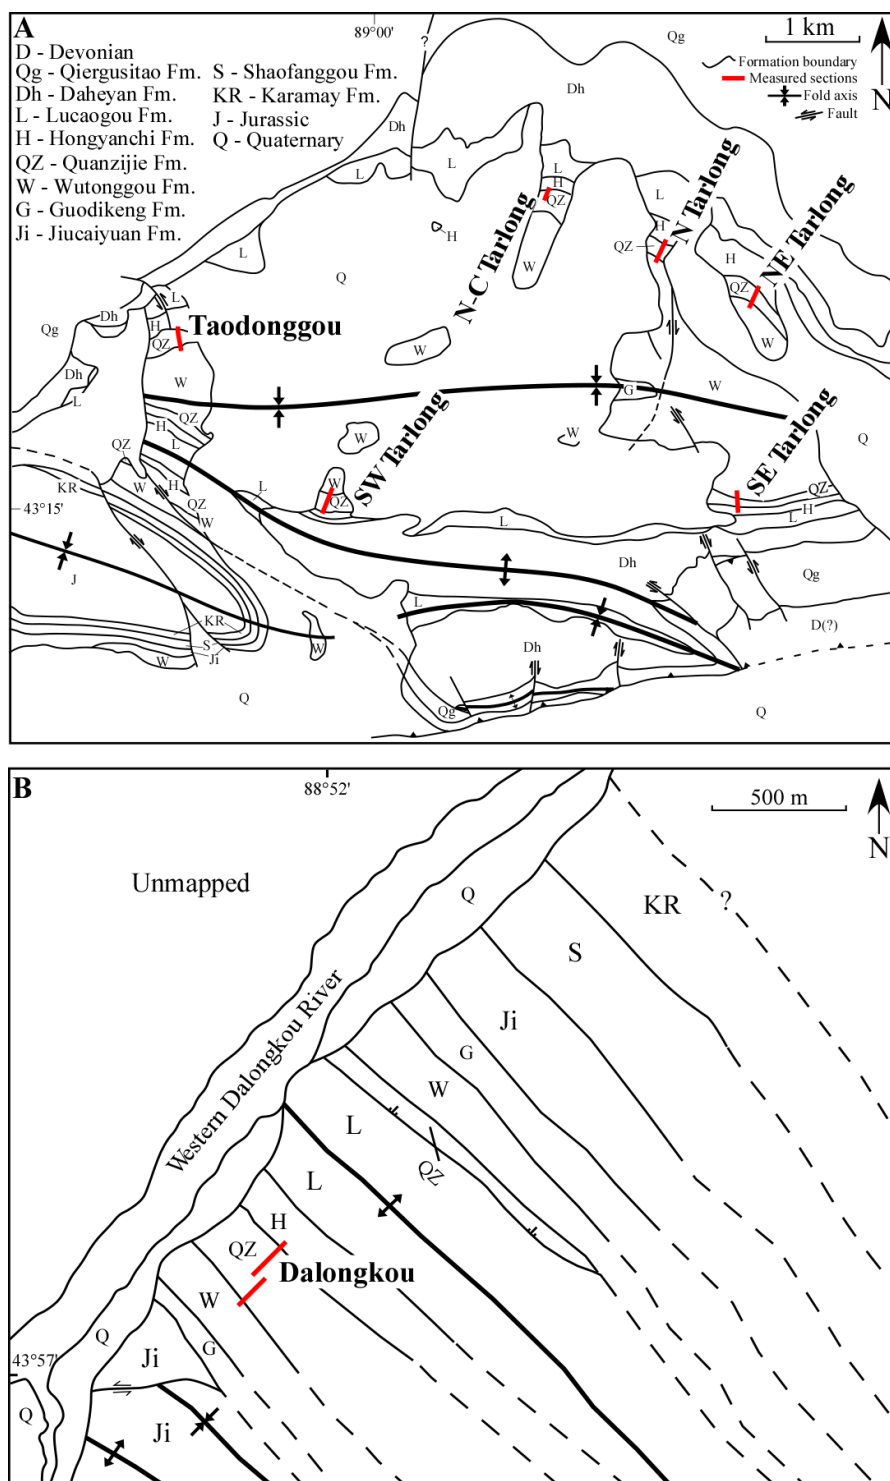 A
89°00'
?
Qg
1 km
D - Devonian
Qg - Qiergusitao Fm.
Dh - Daheyan Fm.
L - Lucaogou Fm.
H - Hongyanchi Fm.
QZ - Quanzijie Fm.
W - Wutonggou Fm.
G - Guodikeng Fm.
Ji - Jiucaiyuan Fm.
S - Shaofanggou Fm.
KR - Karamay Fm.
J - Jurassic
Q - Quaternary
Formation boundary
Measured sections
Fold axis
Fault
N
Dh
Dh
L
L
L
H
QZ
W
N-C Tarlong
L
H
QZ
N Tarlong
H
QZ
W
NE Tarlong
H
L
Q
Qg
Dh
L
H
QZ
Taodonggou
W
Dh
L
W
G
W
QZ
H
L
QZ
W
H
QZ
W
KR
43°15'
L
W
QZ
SW Tarlong
W
W
SE Tarlong
Q
QZ
H
L
L
Dh
Qg
J
L
KR
S
Ji
W
W
D(?)
Dh
Q
Qg
Q
B
88°52'
500 m
N
Unmapped
Western Dalongkou River
Q
KR
?
S
Ji
G
W
L
QZ
L
H
QZ
Dalongkou
W
G
Q
Ji
43°57'
Q
Ji